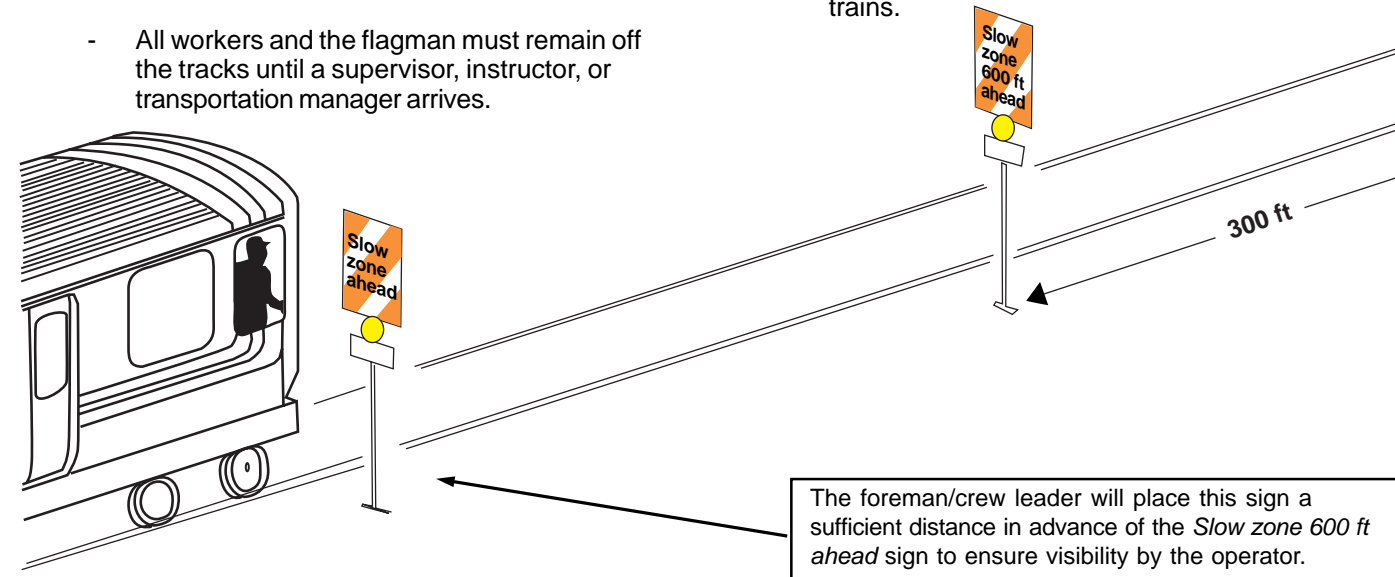 trains.
- All workers and the flagman must remain off
the tracks until a supervisor, instructor, or
transportation manager arrives.
Slow
zone
600 ft
ahead
300 ft
Slow
zone
ahead
The foreman/crew leader will place this sign a
sufficient distance in advance of the Slow zone 600 ft
ahead sign to ensure visibility by the operator.